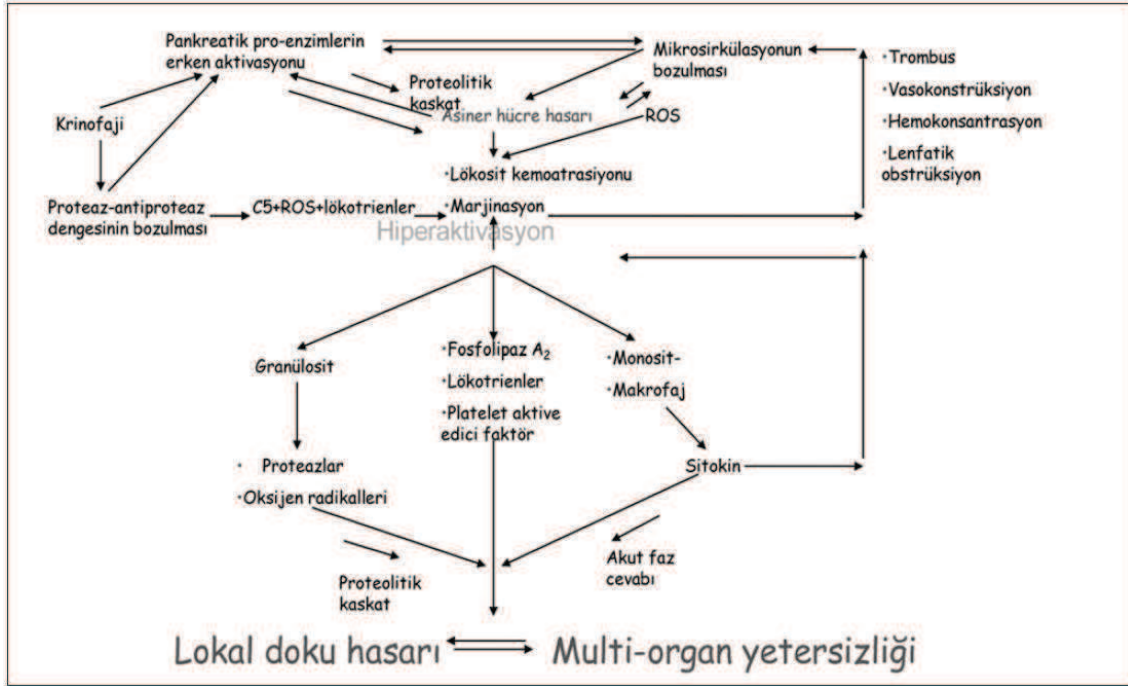 Pankreatik pro-enzimlerin
erken aktivasyonu
Mikrosirkülasyonun
bozulması
·Trombus
·Vasokonstrüksiyon
·Hemokonsantrasyon
·Lenfatik
obstrüksiyon
Proteolitik
kaskat
Asiner hücre hasarı
ROS
Krinofaji
·Lökosit kemoatrasiyonu
·Marjinasyon
Proteaz-antiproteaz
dengesinin bozulması
C5+ROS+lökotrienler
Hiperaktivasyon
Granülosit
·Fosfolipaz A₂
·Lökotrienler
·Platelet aktive
edici faktör
·Monosit-
·Makrofaj
· Proteazlar
·Oksijen radikalleri
Sitokin
Proteolitik
kaskat
Akut faz
cevabı
Lokal doku hasarı
Multi-organ yetersizliği